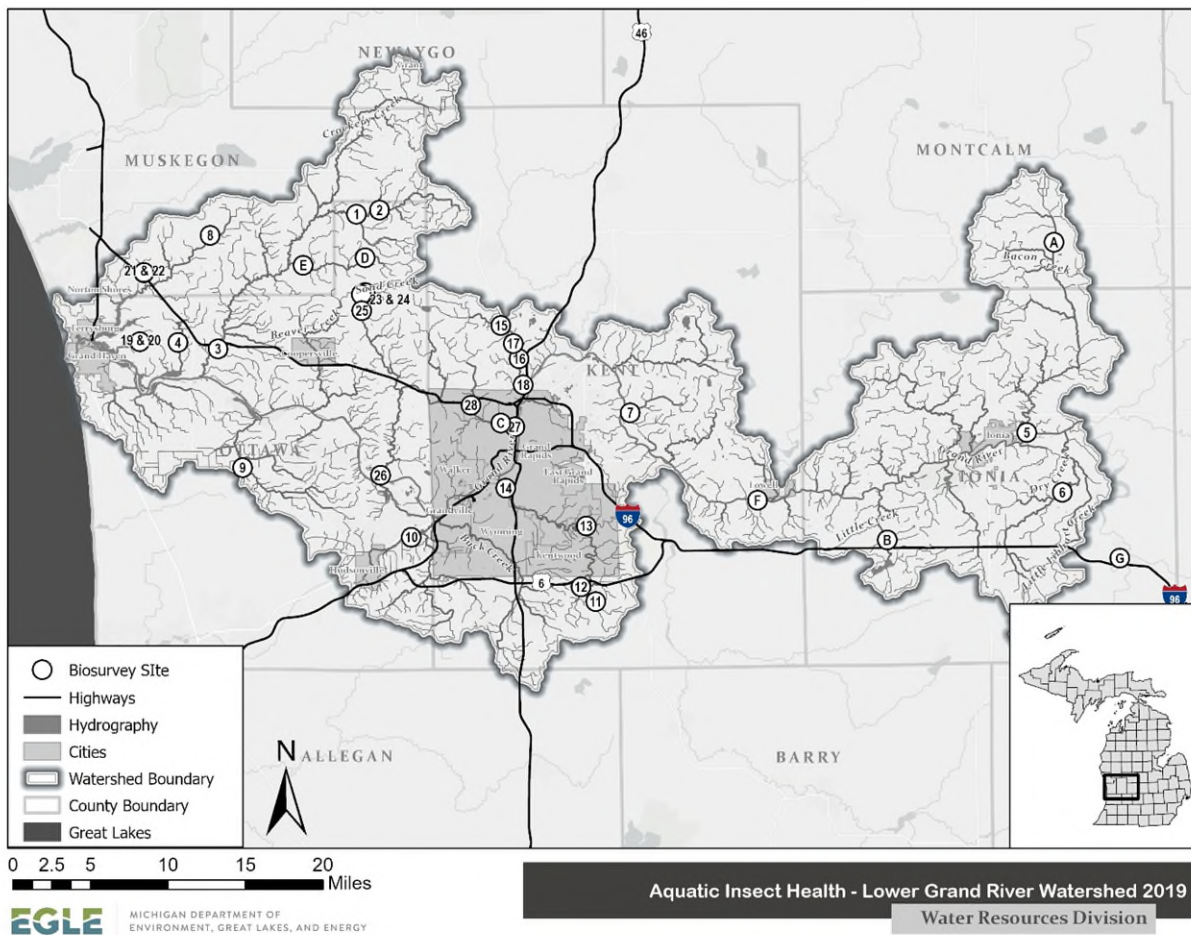 46
NEWAYGO
Grant
Crockery Creek
MUSKEGON
MONTCALM
1
2
8
A
Bacon Creek
D
E
21 & 22
Norton Shores
Sand Creek
23 & 24
25
Ferrysburg
Beaver Creek
15
19 & 20
4
3
17
Grand Haven
Coopersville
16
KENT
18
28
7
C
27
5
Ionia
OTTAWA
Grand
Rapids
Grand River
9
Walker
East Grand
Rapids
Grand River
IONIA
26
14
Lowell
Dry Creek
6
F
Grandville
96
13
Little Creek
10
Wyoming
B
Buck Creek
Kentwood
Hudsonville
G
6
12
11
96
Biosurvey SIte
Highways
Hydrography
Cities
Watershed Boundary
County Boundary
Great Lakes
N
ALLEGAN
BARRY
0 2.5 5 10 15 20
Miles
Aquatic Insect Health - Lower Grand River Watershed 2019
Water Resources Division
EGLE
MICHIGAN DEPARTMENT OF
ENVIRONMENT, GREAT LAKES, AND ENERGY